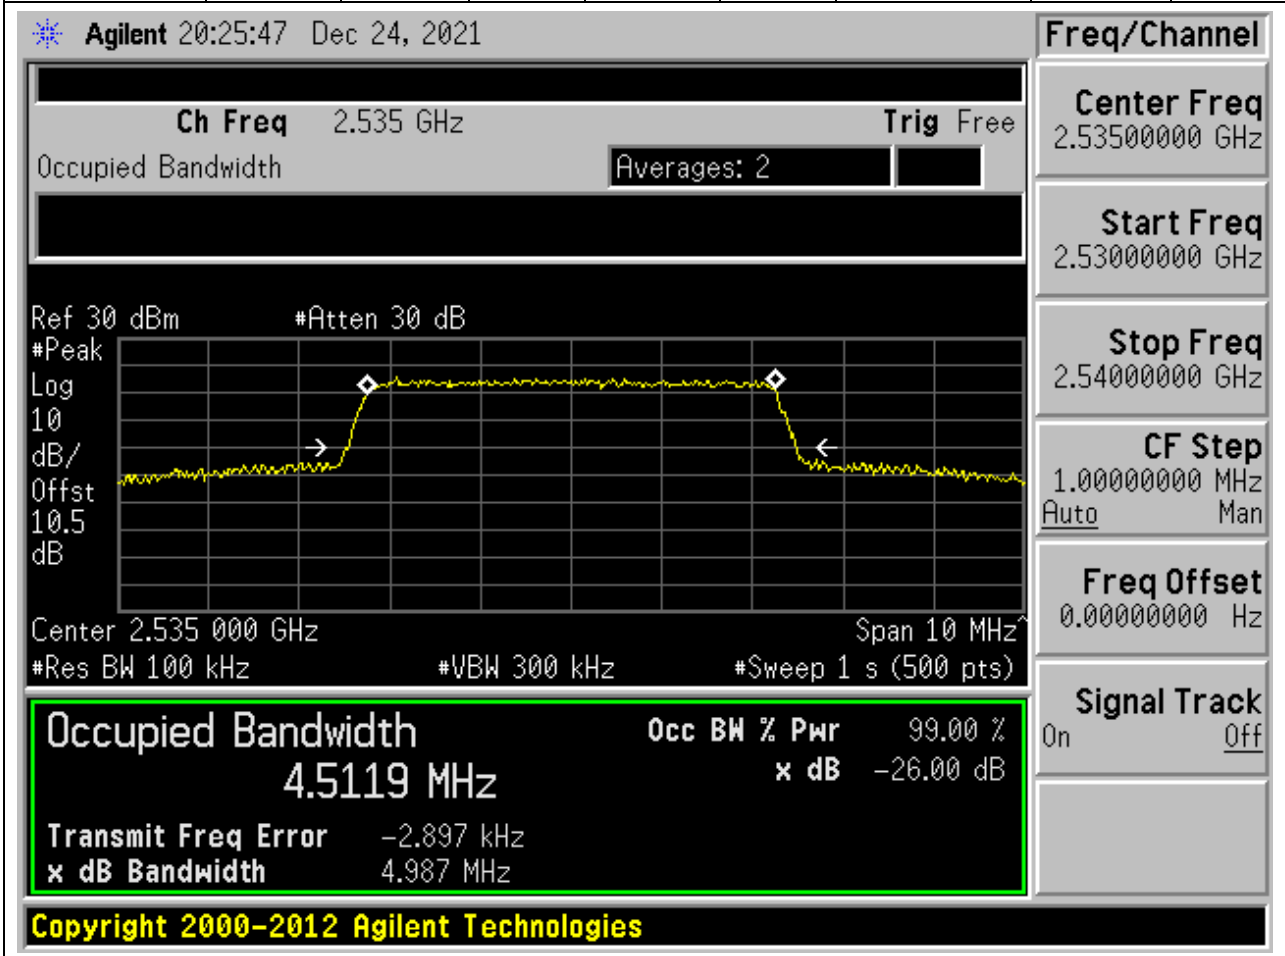 Agilent 20:25:47 Dec 24, 2021
Freq/Channel
Ch Freq 2.535 GHz Trig Free
Occupied Bandwidth Averages: 2
Center Freq
2.53500000 GHz
Start Freq
2.53000000 GHz
Stop Freq
2.54000000 GHz
CF Step
1.00000000 MHz
Auto Man
Freq Offset
0.00000000 Hz
Signal Track
On Off
Ref 30 dBm #Atten 30 dB
#Peak
Log
10
dB/
Offst
10.5
dB
Center 2.535 000 GHz Span 10 MHz^
#Res BW 100 kHz #VBW 300 kHz #Sweep 1 s (500 pts)
Occupied Bandwidth Occ BW % Pwr 99.00 %
4.5119 MHz x dB -26.00 dB
Transmit Freq Error -2.897 kHz
x dB Bandwidth 4.987 MHz
Copyright 2000-2012 Agilent Technologies